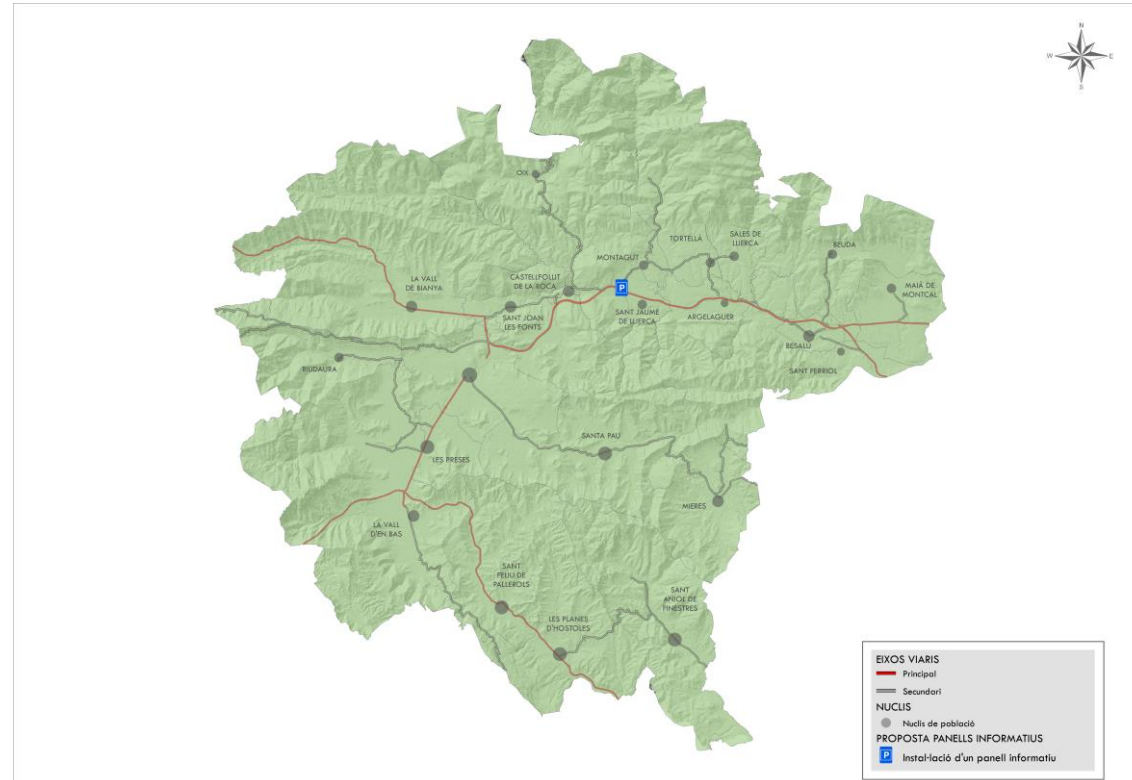 N
W
E
S
OIX
TORTELLÀ
SALES DE
LLIERCA
BEUDA
MONTAGUT
CASTELLFOLLIT
DE LA ROCA
LA VALL
DE BIANYA
MAIÀ DE
MONTCAL
P
SANT JOAN
LES FONTS
SANT JAUME
DE LLIERCA
ARGELAGUER
BESALÚ
SANT FERRIOL
RIUDAURA
SANTA PAU
LES PRESES
MIERES
LA VALL
D'EN BAS
SANT
FELIU DE
PALLEROLS
SANT
ANIOL DE
FINESTRES
LES PLANES
D'HOSTOLES
EIXOS VIARIS
Principal
Secundari
NUCLIS
Nuclis de població
PROPOSTA PANELLS INFORMATIUS
P Instal·lació d'un panell informatiu